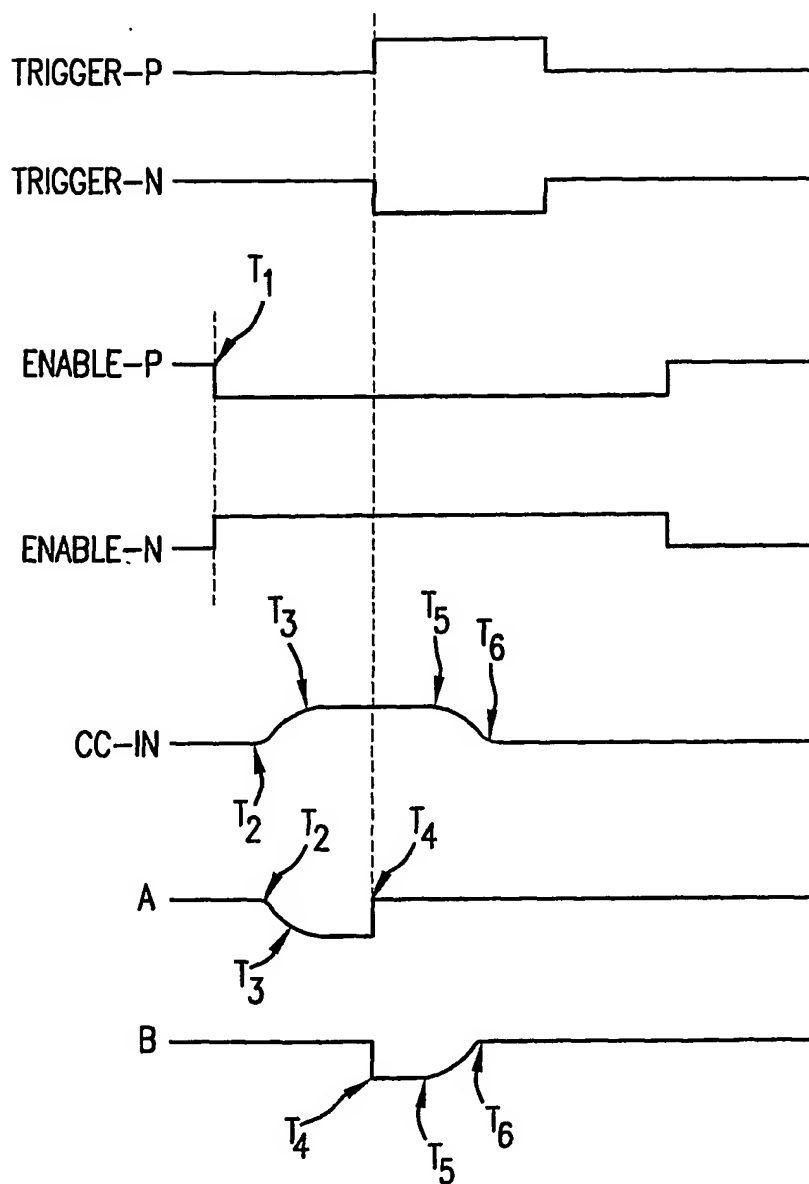 TRIGGER-P
TRIGGER-N
T1
ENABLE-P
ENABLE-N
T3
T5
T6
CC-IN
T2
T2
T4
A
T3
B
T4
T6
T5